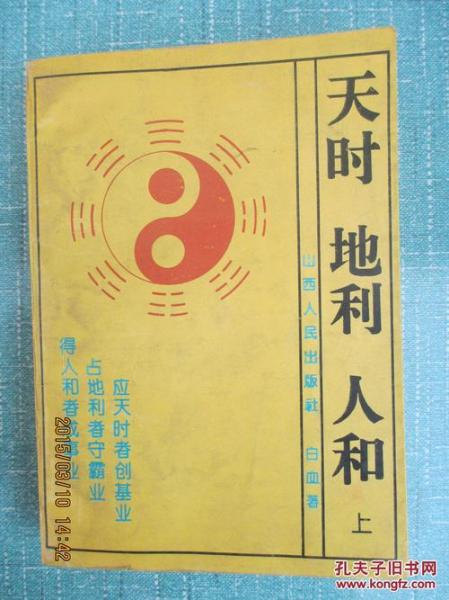 天时 地利 人和
上
山西人民出版社 白血著
应天时者创基业
占地利者守霸业
得人和者成事业
2015/03/10 14:42
孔夫子旧书网
www.kongfz.com